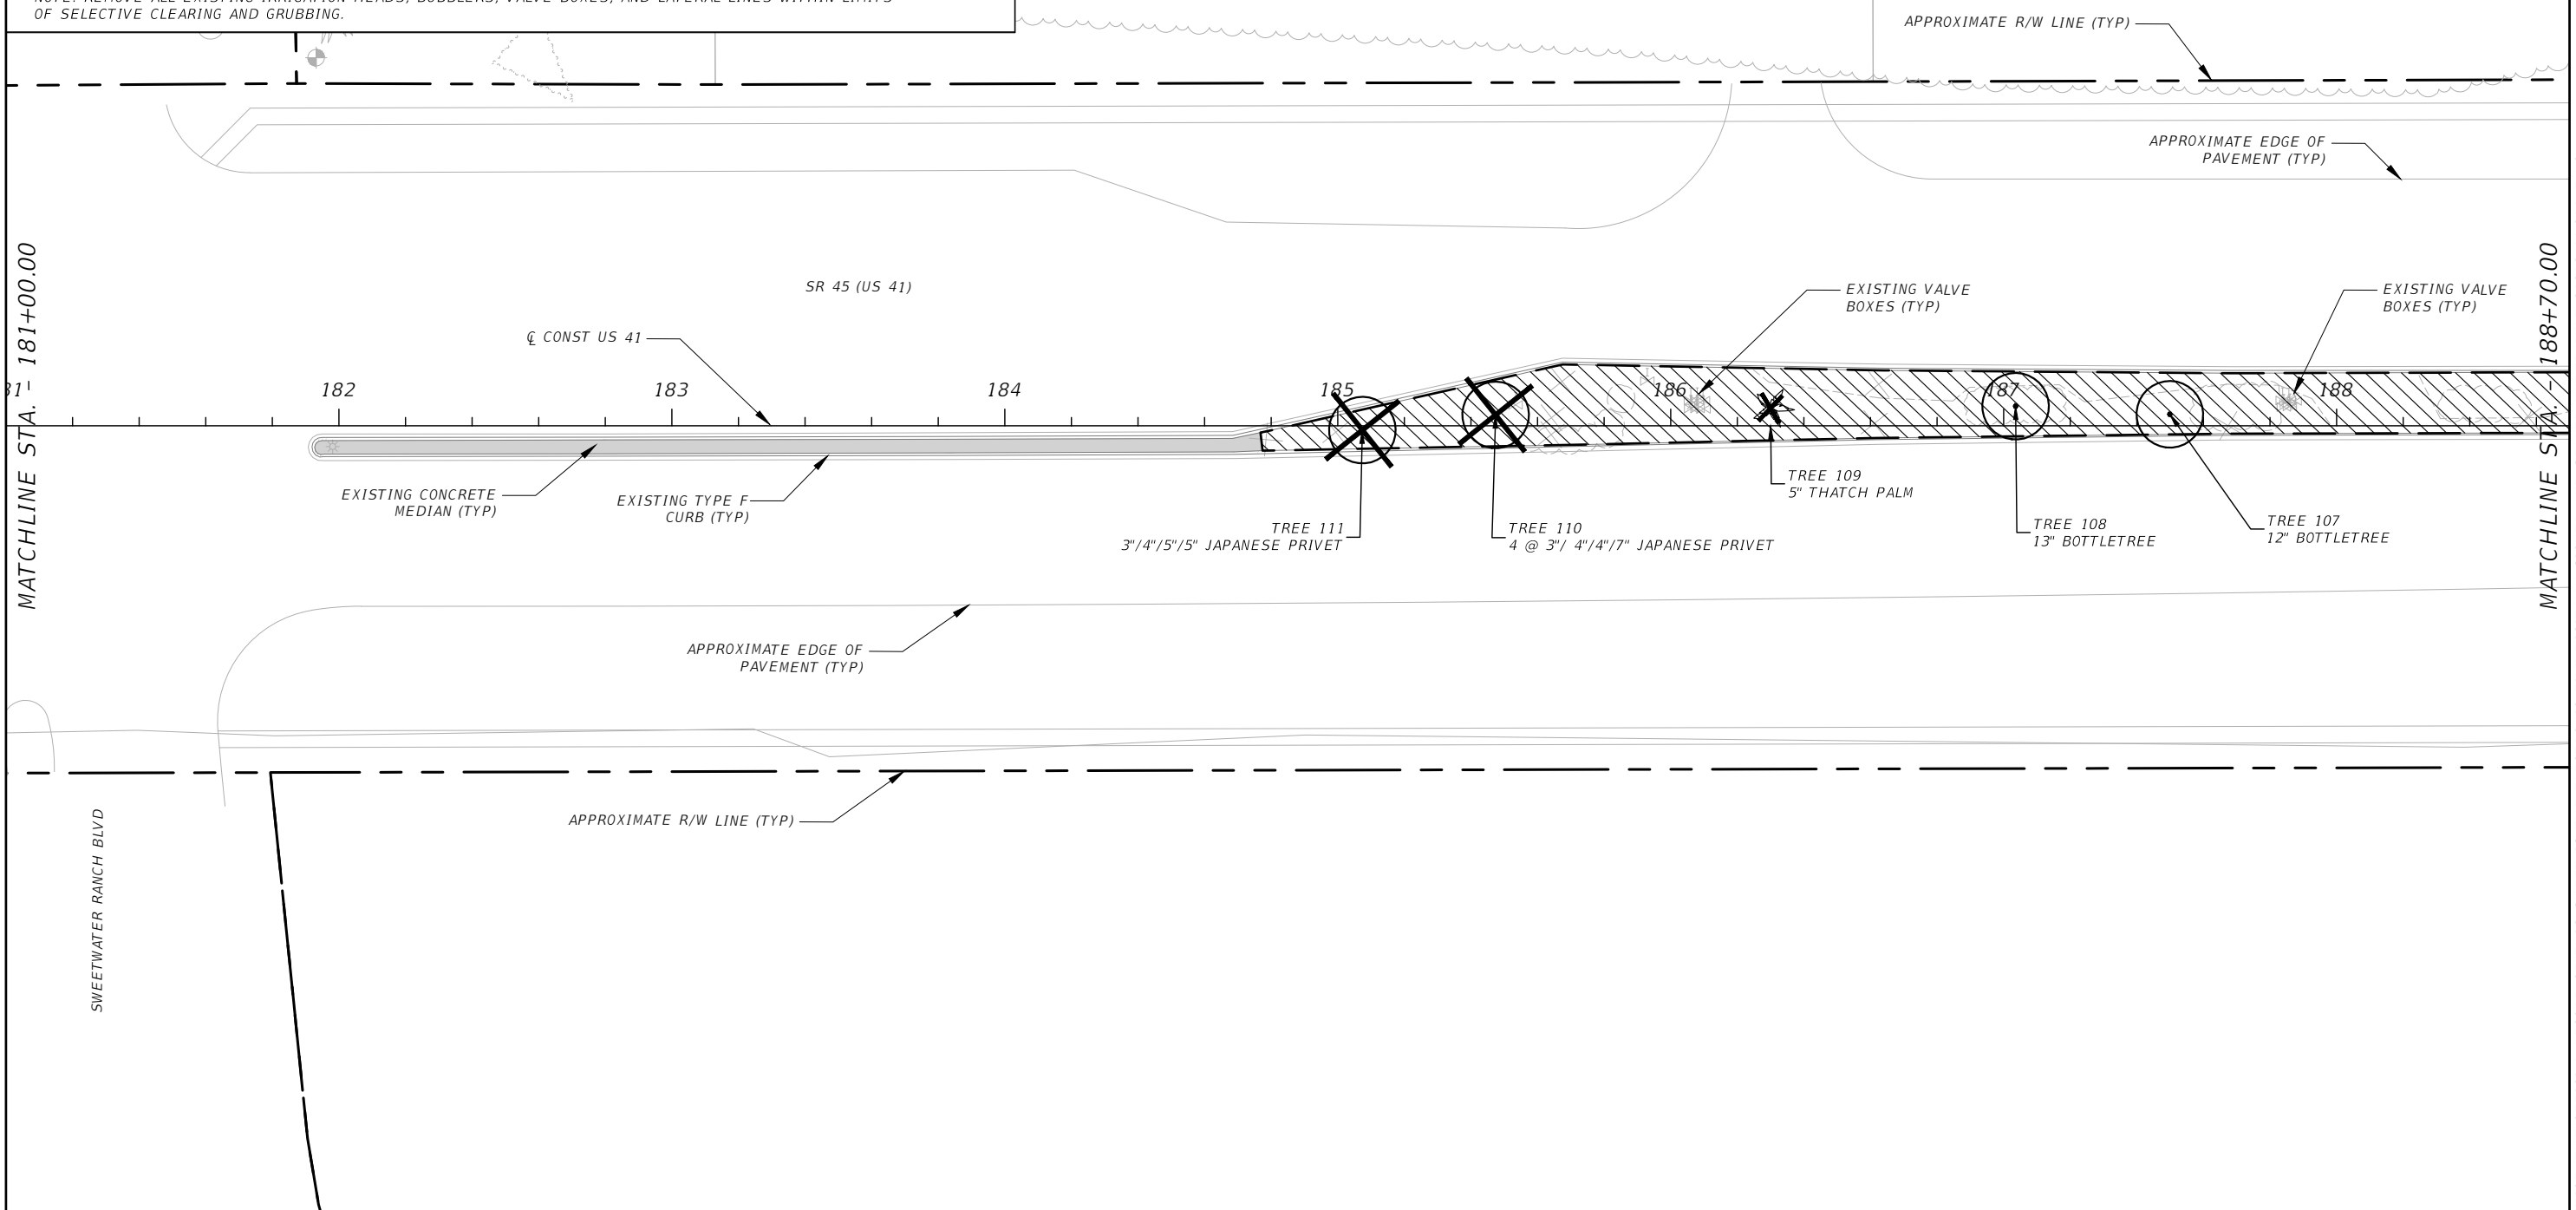 OF SELECTIVE CLEARING AND GRUBBING.
APPROXIMATE R/W LINE (TYP)
APPROXIMATE EDGE OF
PAVEMENT (TYP)
MATCHLINE STA. - 181+00.00
SR 45 (US 41)
℄ CONST US 41
EXISTING VALVE
BOXES (TYP)
EXISTING VALVE
BOXES (TYP)
MATCHLINE STA. - 188+70.00
182
183
184
185
186
187
188
EXISTING CONCRETE
MEDIAN (TYP)
EXISTING TYPE F
CURB (TYP)
TREE 111
3"/4"/5"/5" JAPANESE PRIVET
TREE 110
4 @ 3"/ 4"/4"/7" JAPANESE PRIVET
TREE 109
5" THATCH PALM
TREE 108
13" BOTTLETREE
TREE 107
12" BOTTLETREE
APPROXIMATE EDGE OF
PAVEMENT (TYP)
APPROXIMATE R/W LINE (TYP)
SWEETWATER RANCH BLVD